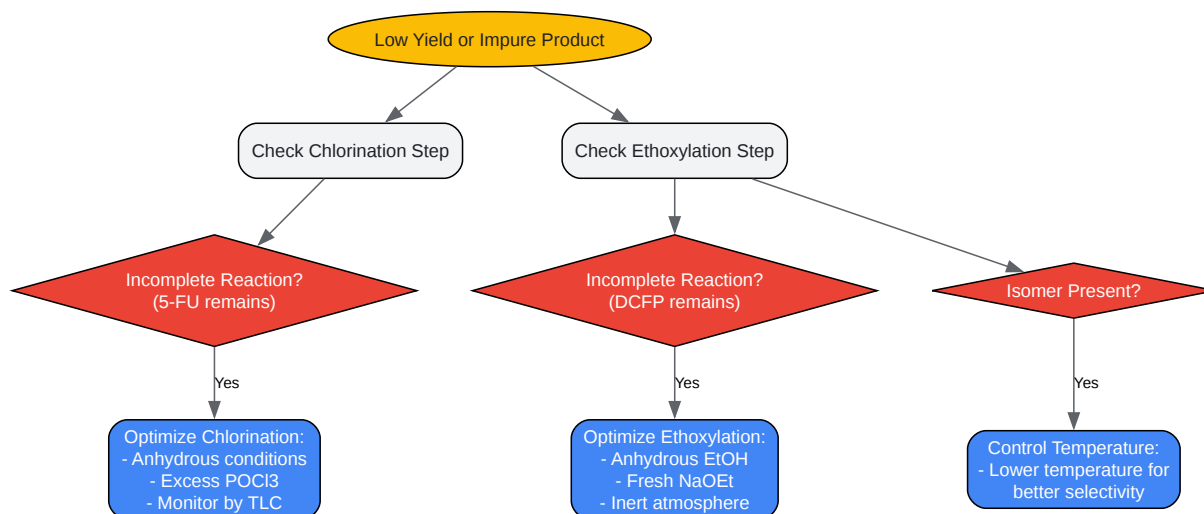 Low Yield or Impure Product
Check Chlorination Step
Check Ethoxylation Step
Incomplete Reaction?
(5-FU remains)
Incomplete Reaction?
(DCFP remains)
Isomer Present?
Yes
Yes
Yes
Optimize Chlorination:
- Anhydrous conditions
- Excess POCl3
- Monitor by TLC
Optimize Ethoxylation:
- Anhydrous EtOH
- Fresh NaOEt
- Inert atmosphere
Control Temperature:
- Lower temperature for
better selectivity